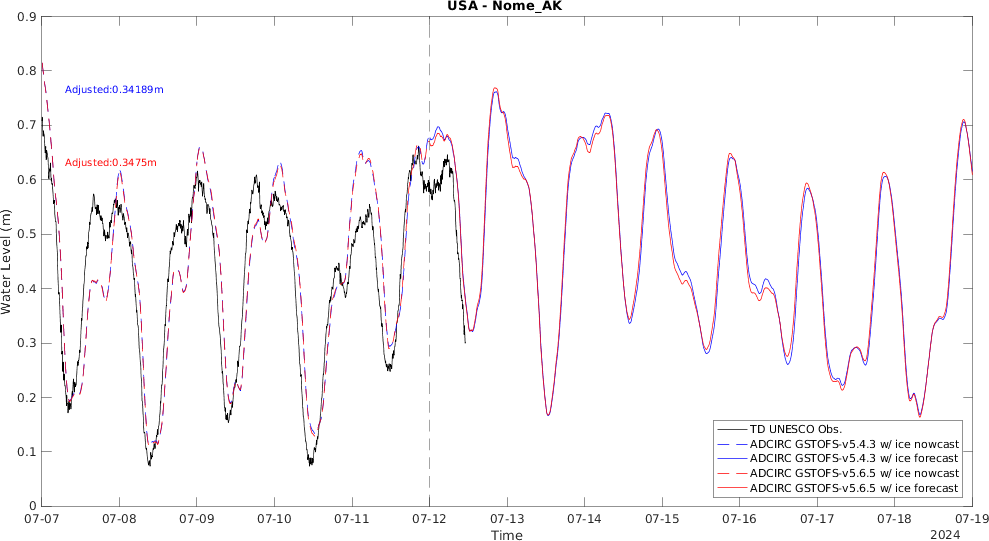 USA - Nome_AK
0.9
0.8
0.7
0.6
0.5
0.4
0.3
0.2
0.1
0
Water Level (m)
Adjusted:0.34189m
Adjusted:0.3475m
TD UNESCO Obs.
ADCIRC GSTOFS-v5.4.3 w/ ice nowcast
ADCIRC GSTOFS-v5.4.3 w/ ice forecast
ADCIRC GSTOFS-v5.6.5 w/ ice nowcast
ADCIRC GSTOFS-v5.6.5 w/ ice forecast
07-07 07-08 07-09 07-10 07-11 07-12 07-13 07-14 07-15 07-16 07-17 07-18 07-19
Time
2024